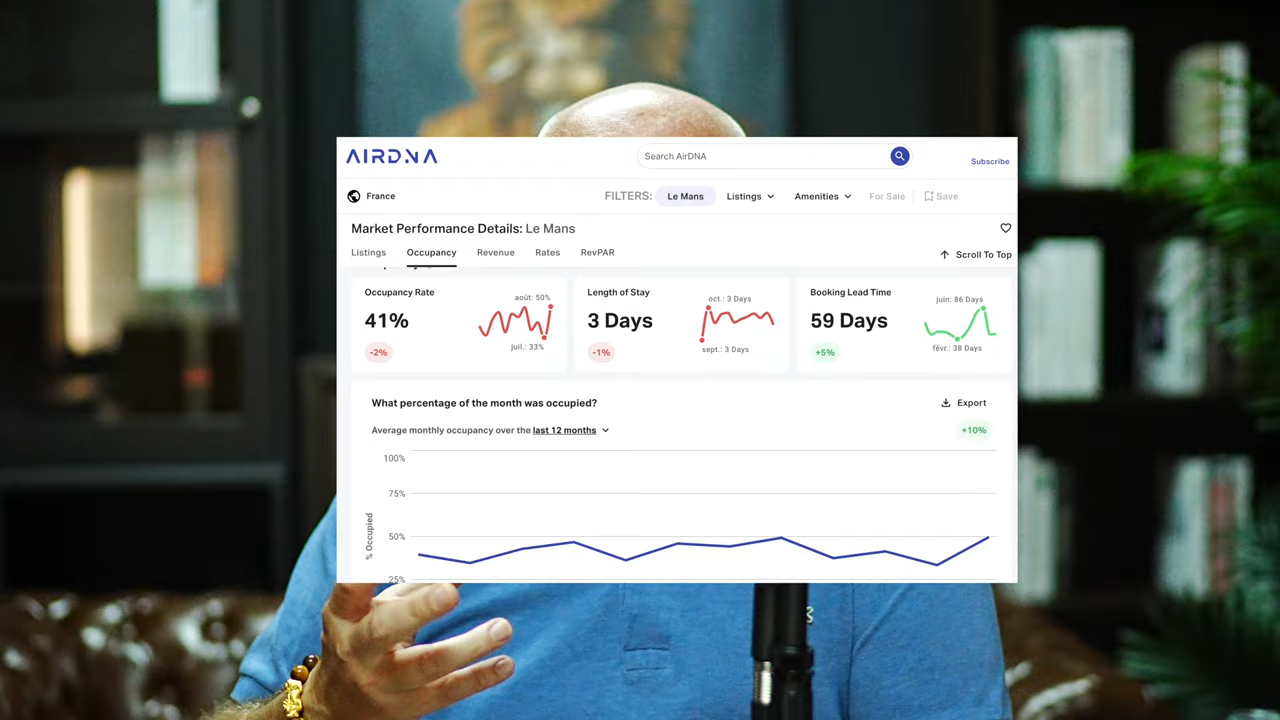 AIRDNA
Search AirDNA
Subscribe
France
FILTERS:
Le Mans
Listings
Amenities
For Sale
Save
Market Performance Details: Le Mans
Listings
Occupancy
Revenue
Rates
RevPAR
Scroll To Top
Occupancy Rate
août: 50%
41%
juil.: 33%
-2%
Length of Stay
oct.: 3 Days
3 Days
sept.: 3 Days
-1%
Booking Lead Time
juin: 86 Days
59 Days
févr.: 38 Days
+5%
What percentage of the month was occupied?
Export
Average monthly occupancy over the last 12 months
+10%
100%
75%
50%
25%
% Occupied